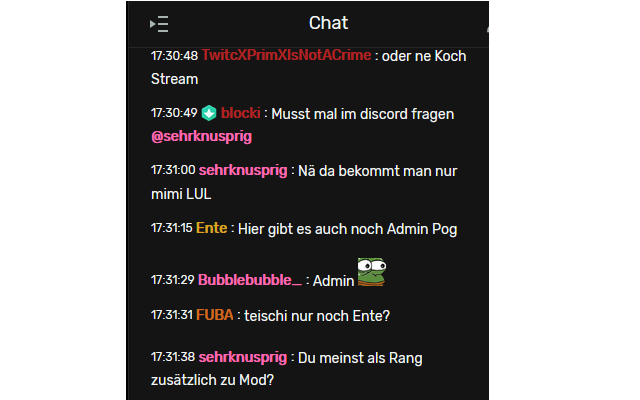 Chat
17:30:48 TwitcXPrimXIsNotACrime : oder ne Koch
Stream
17:30:49 blocki : Musst mal im discord fragen
@sehrknusprig
17:31:00 sehrknusprig : Nä da bekommt man nur
mimi LUL
17:31:15 Ente : Hier gibt es auch noch Admin Pog
17:31:29 Bubblebubble_ : Admin
17:31:31 FUBA : teischi nur noch Ente?
17:31:38 sehrknusprig : Du meinst als Rang
zusätzlich zu Mod?